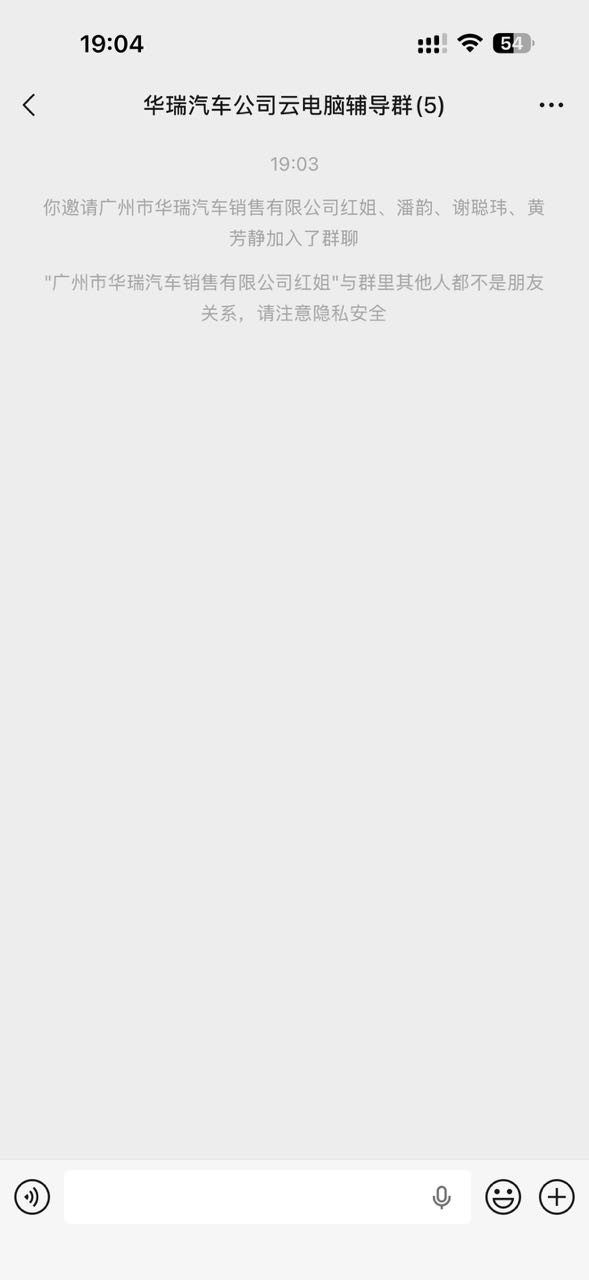 19:04
54
华瑞汽车公司云电脑辅导群(5)
19:03
你邀请广州市华瑞汽车销售有限公司红姐、潘韵、谢聪玮、黄
芳静加入了群聊
"广州市华瑞汽车销售有限公司红姐"与群里其他人都不是朋友
关系，请注意隐私安全